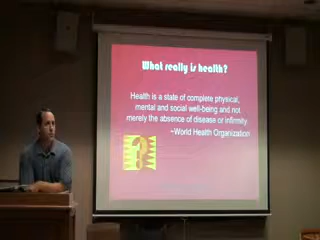 What really is health?
Health is a state of complete physical,
mental and social well-being and not
merely the absence of disease or infirmity.
~World Health Organization